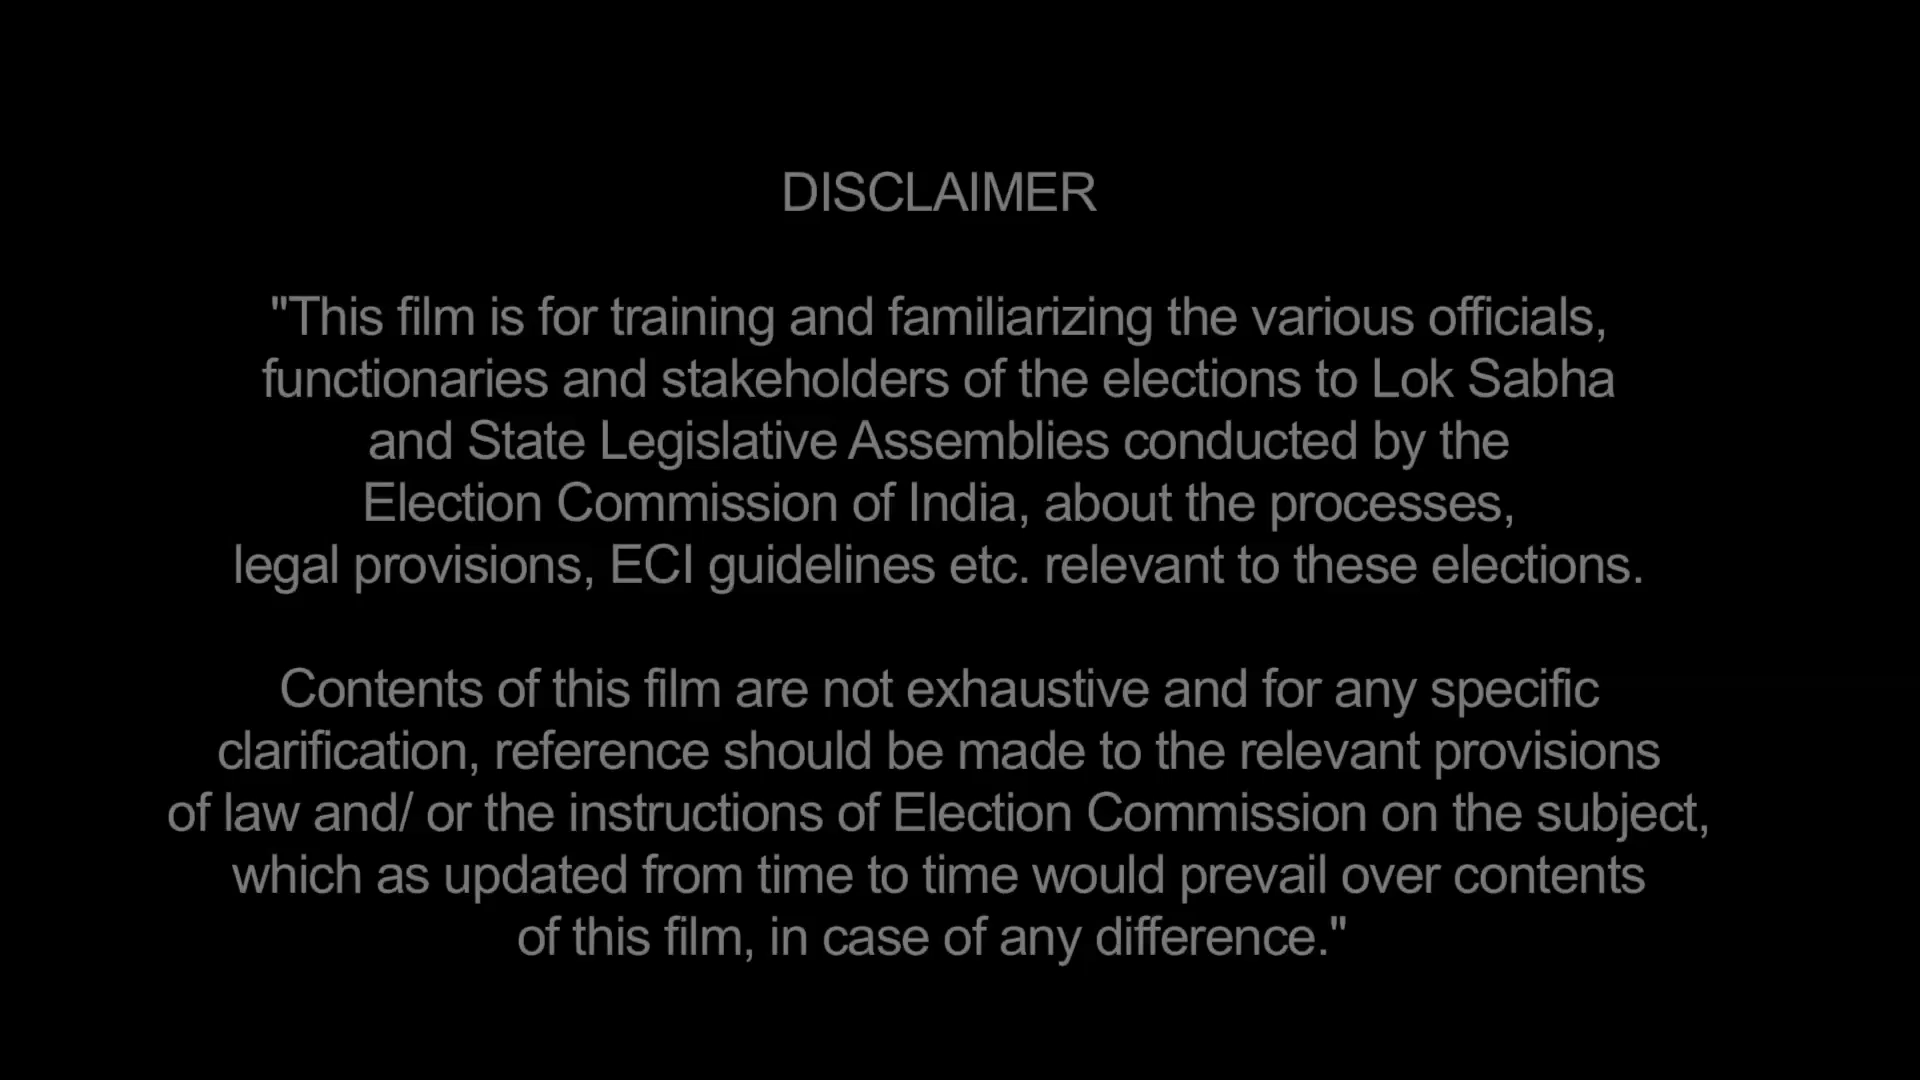 DISCLAIMER
"This film is for training and familiarizing the various officials,
functionaries and stakeholders of the elections to Lok Sabha
and State Legislative Assemblies conducted by the
Election Commission of India, about the processes,
legal provisions, ECI guidelines etc. relevant to these elections.
Contents of this film are not exhaustive and for any specific
clarification, reference should be made to the relevant provisions
of law and/ or the instructions of Election Commission on the subject,
which as updated from time to time would prevail over contents
of this film, in case of any difference."